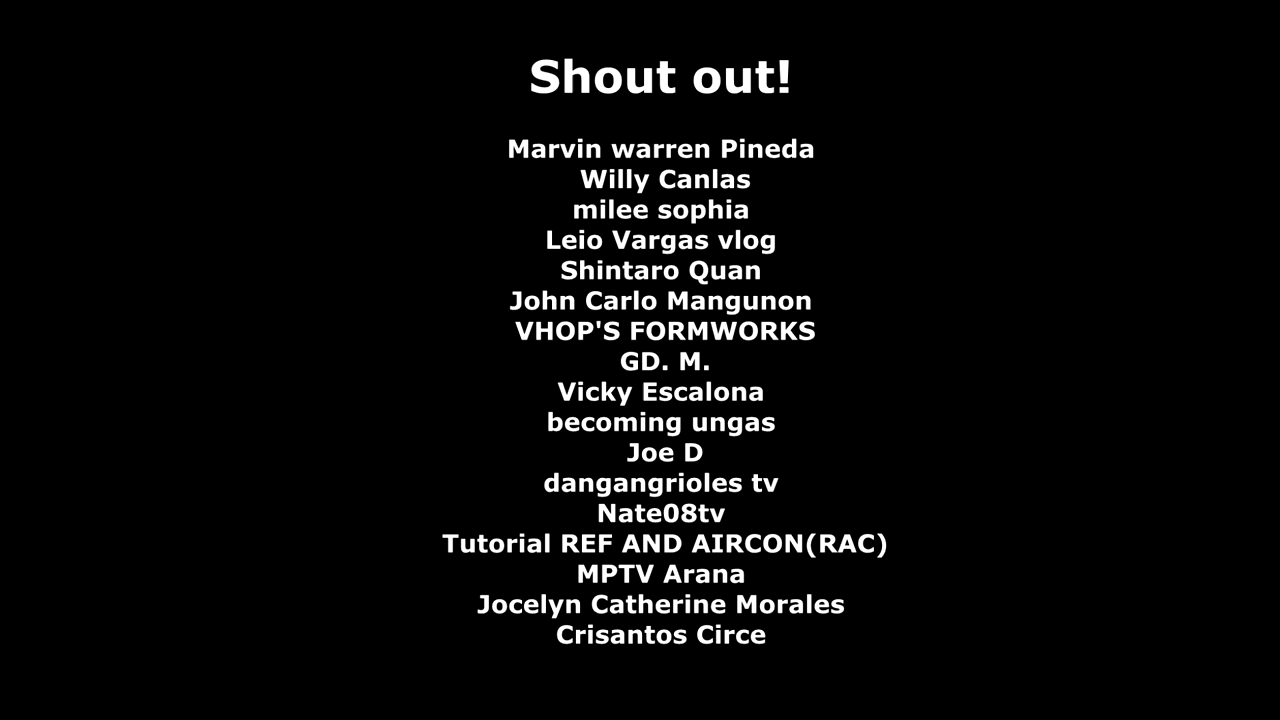 Shout out!
Marvin warren Pineda
Willy Canlas
milee sophia
Leio Vargas vlog
Shintaro Quan
John Carlo Mangunon
VHOP'S FORMWORKS
GD. M.
Vicky Escalona
becoming ungas
Joe D
dangangrioles tv
Nate08tv
Tutorial REF AND AIRCON(RAC)
MPTV Arana
Jocelyn Catherine Morales
Crisantos Circe